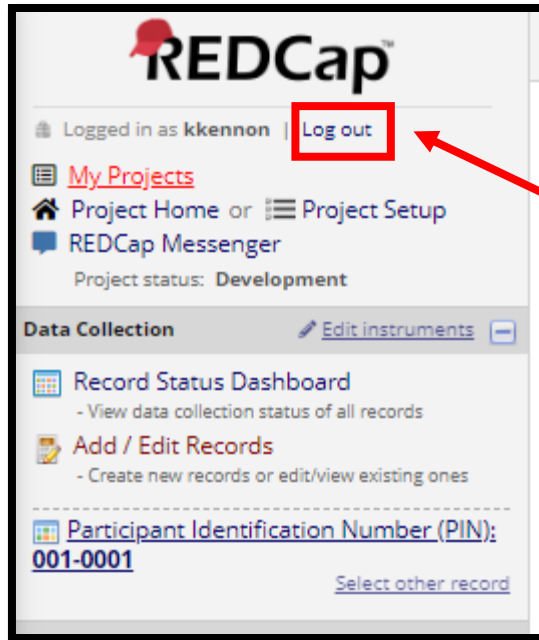 REDCap™
Logged in as kkennon | Log out
My Projects
Project Home or Project Setup
REDCap Messenger
Project status: Development
Data Collection Edit instruments
Record Status Dashboard
- View data collection status of all records
Add / Edit Records
- Create new records or edit/view existing ones
Participant Identification Number (PIN):
001-0001
Select other record